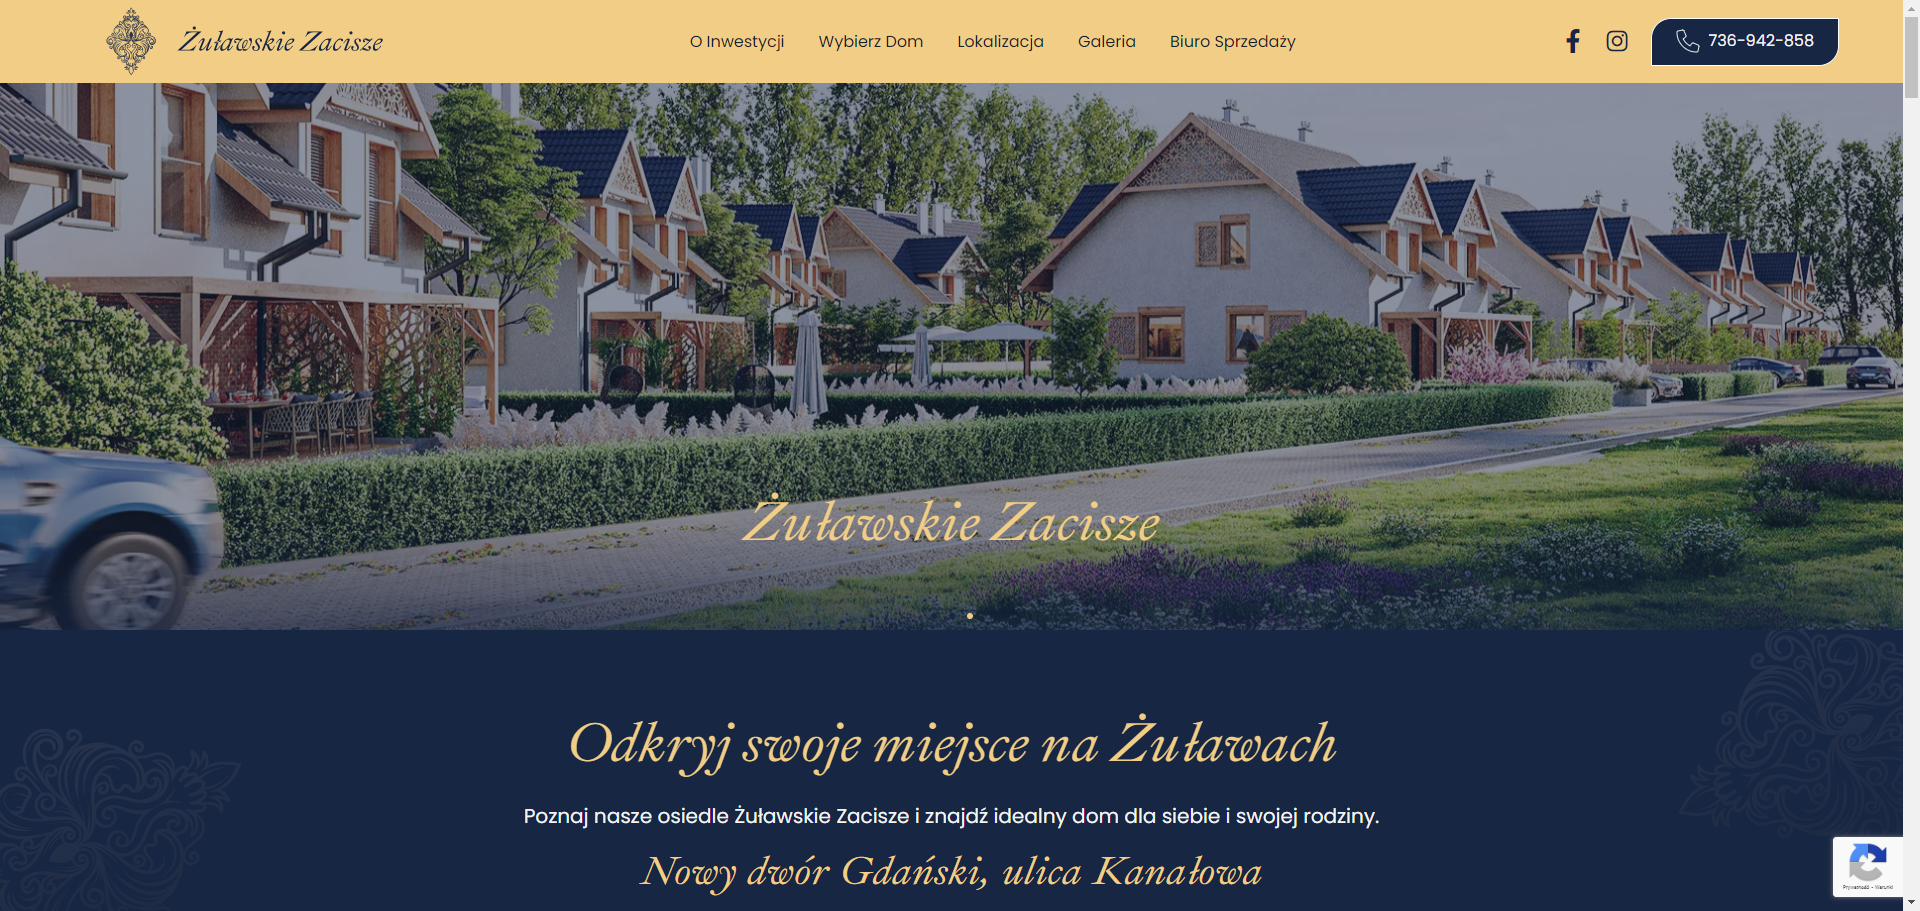 Żuławskie Zacisze
O Inwestycji
Wybierz Dom
Lokalizacja
Galeria
Biuro Sprzedaży
736-942-858
Żuławskie Zacisze
Odkryj swoje miejsce na Żuławach
Poznaj nasze osiedle Żuławskie Zacisze i znajdź idealny dom dla siebie i swojej rodziny.
Nowy dwór Gdański, ulica Kanałowa
Prywatność - Warunki